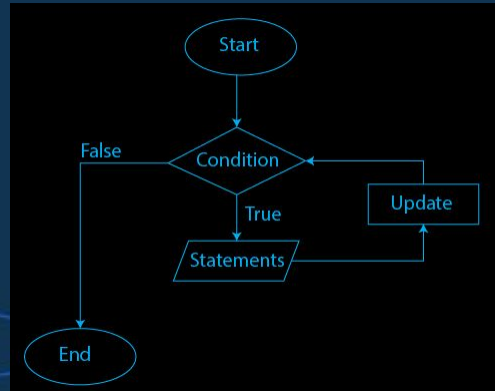 Start
False
Condition
True
Update
Statements
End